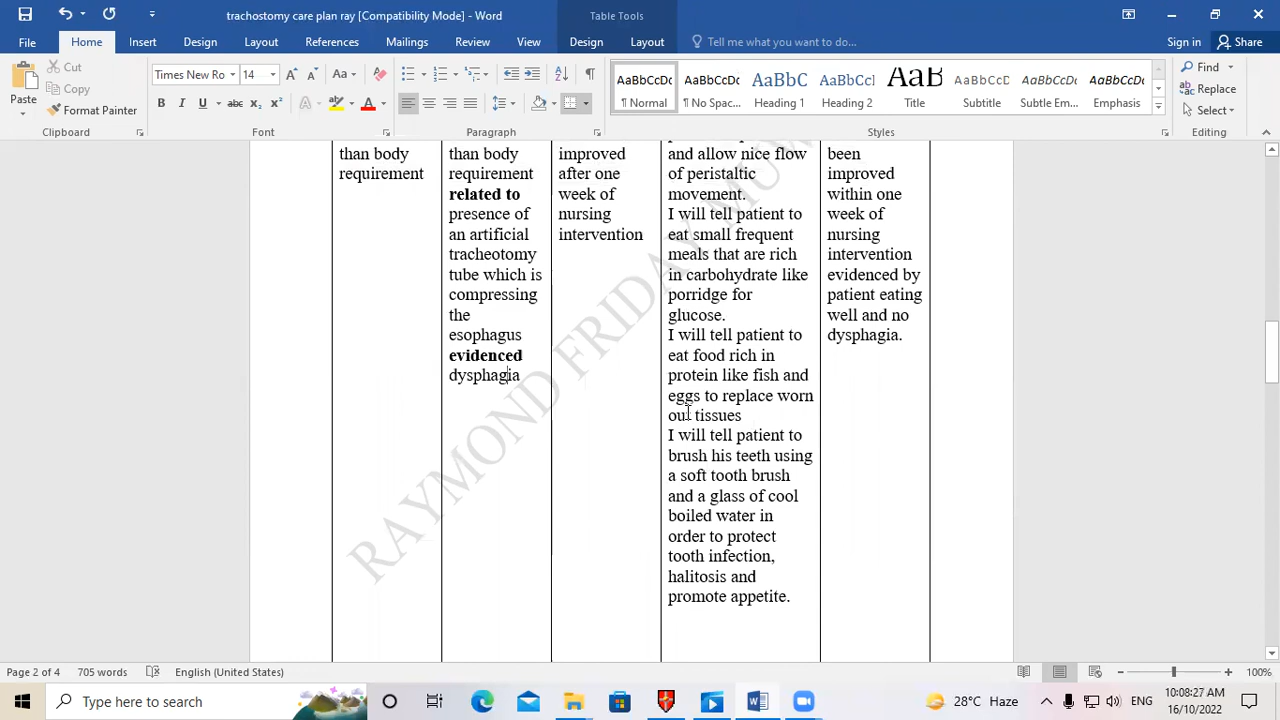 trachostomy care plan ray [Compatibility Mode] - Word
Table Tools
Sign in
Share
File
Home
Insert
Design
Layout
References
Mailings
Review
View
Design
Layout
Tell me what you want to do...
Paste
Cut
Copy
Format Painter
Clipboard
Times New Ro
14
Aa
B I U abc X₂ X²
A
Font
Paragraph
AaBbCcDc
¶ Normal
AaBbCcDc
¶ No Spac...
AaBbC
Heading 1
AaBbCcl
Heading 2
AaB
Title
AaBbCcD
Subtitle
AaBbCcDt
Subtle Em...
AaBbCcDt
Emphasis
Styles
Find
Replace
Select
Editing
than body
requirement
than body
requirement
related to
presence of
an artificial
tracheotomy
tube which is
compressing
the
esophagus
evidenced
dysphagia
improved
after one
week of
nursing
intervention
and allow nice flow
of peristaltic
movement.
I will tell patient to
eat small frequent
meals that are rich
in carbohydrate like
porridge for
glucose.
I will tell patient to
eat food rich in
protein like fish and
eggs to replace worn
out tissues
I will tell patient to
brush his teeth using
a soft tooth brush
and a glass of cool
boiled water in
order to protect
tooth infection,
halitosis and
promote appetite.
been
improved
within one
week of
nursing
intervention
evidenced by
patient eating
well and no
dysphagia.
RAYMOND FRIDAY MUW
Page 2 of 4
705 words
English (United States)
100%
Type here to search
28°C Haze
ENG
10:08:27 AM
16/10/2022